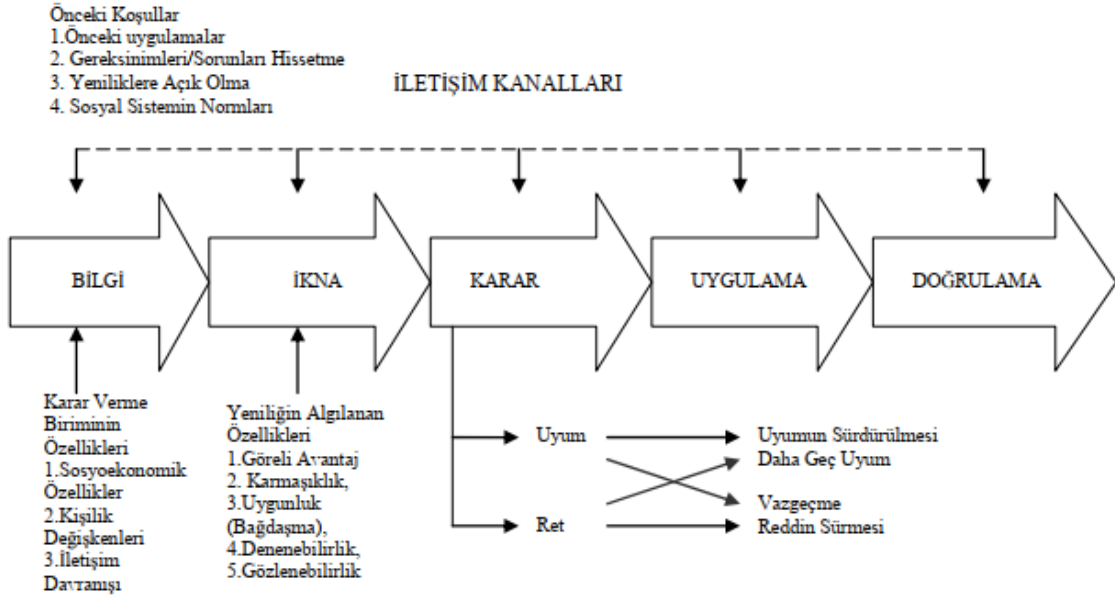 Önceki Koşullar
1.Önceki uygulamalar
2. Gereksinimleri/Sorunları Hissetme
3. Yeniliklere Açık Olma
4. Sosyal Sistemin Normları
İLETİŞİM KANALLARI
BİLGİ
İKNA
KARAR
UYGULAMA
DOĞRULAMA
Karar Verme
Biriminin
Özellikleri
1.Sosyoekonomik
Özellikler
2.Kişilik
Değişkenleri
3.İletişim
Davranışı
Yeniliğin Algılanan
Özellikleri
1.Göreli Avantaj
2. Karmaşıklık,
3.Uygunluk
(Bağdaşma),
4.Denenebilirlik,
5.Gözlenebilirlik
Uyum
Ret
Uyumun Sürdürülmesi
Daha Geç Uyum
Vazgeçme
Reddin Sürmesi